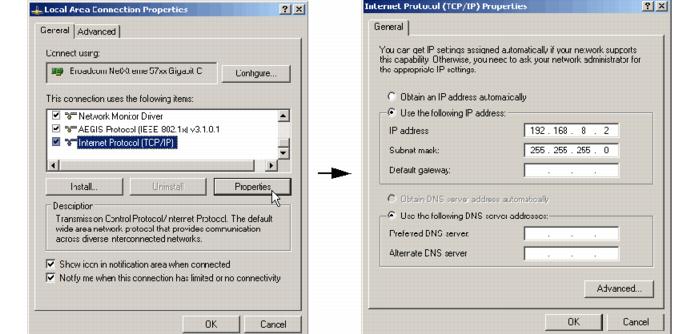 Local Area Connection Properties
General Advanced
Connect using:
Broadcom NetXtreme 57xx Gigabit C
Configure...
This connection uses the following items:
Network Monitor Driver
AEGIS Protocol (IEEE 802.1x) v3.1.0.1
Internet Protocol (TCP/IP)
Install... Uninstall Properties
Description
Transmission Control Protocol/Internet Protocol. The default
wide area network protocol that provides communication
across diverse interconnected networks.
Show icon in notification area when connected
Notify me when this connection has limited or no connectivity
OK Cancel
Internet Protocol (TCP/IP) Properties
General
You can get IP settings assigned automatically if your network supports
this capability. Otherwise, you need to ask your network administrator for
the appropriate IP settings.
Obtain an IP address automatically
Use the following IP address:
IP address 192 . 168 . 8 . 2
Subnet mask: 255 . 255 . 255 . 0
Default gateway: . . .
Obtain DNS server address automatically
Use the following DNS server addresses:
Preferred DNS server: . . .
Alternate DNS server . . .
Advanced...
OK Cancel